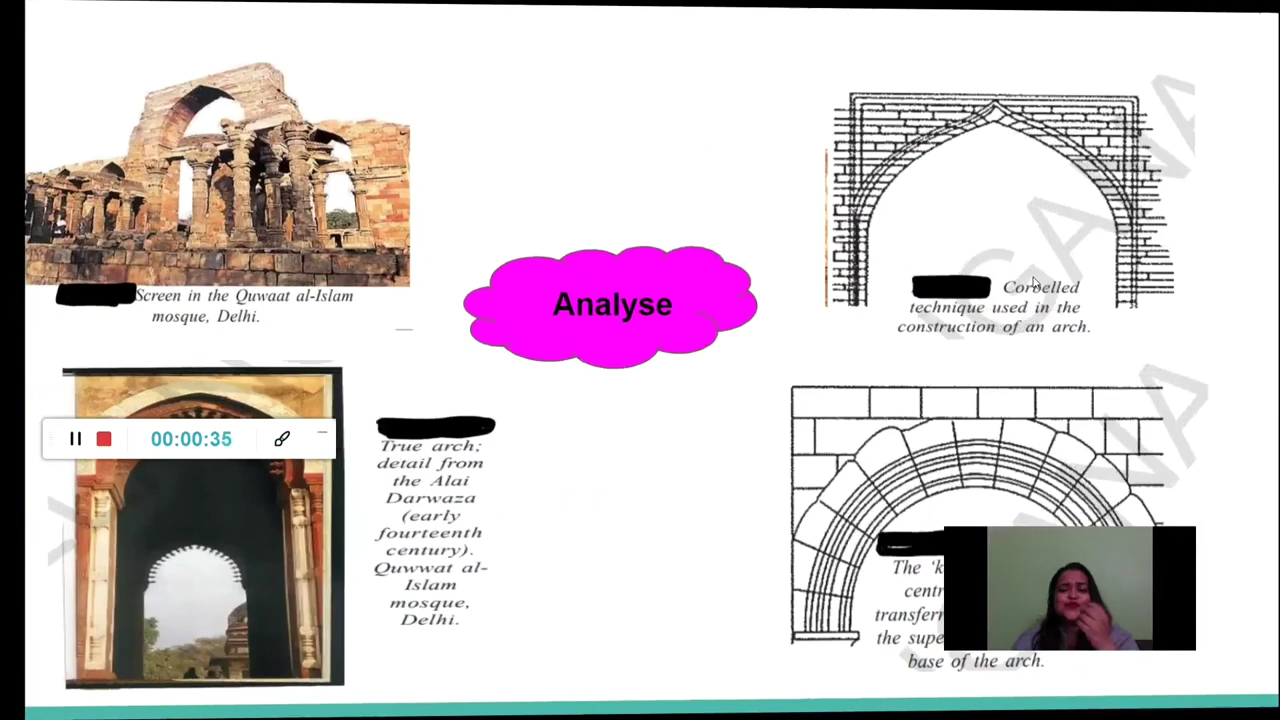 Screen in the Quwaat al-Islam
mosque, Delhi.
Analyse
Corbelled
technique used in the
construction of an arch.
00:00:35
True arch;
detail from
the Alai
Darwaza
(early
fourteenth
century).
Quwwat al-
Islam
mosque,
Delhi.
The
transferr
the
base of the arch.